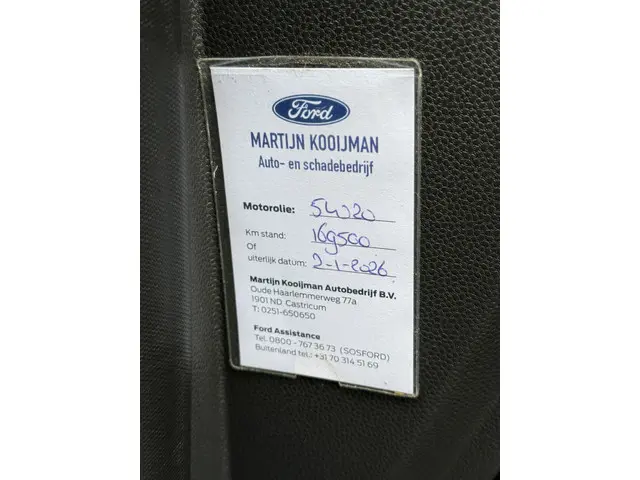 Ford
MARTIJN KOOIJMAN
Auto- en schadebedrijf
Motorolie: 5W20
Km stand: 169500
Of
uiterlijk datum: 2-1-2026
Martijn Kooijman Autobedrijf B.V.
Oude Haarlemmerweg 77a
1901 ND Castricum
T: 0251-650650
Ford Assistance
Tel. 0800 - 767 36 73 (SOSFORD)
Buitenland tel.: +31 70 314 51 69